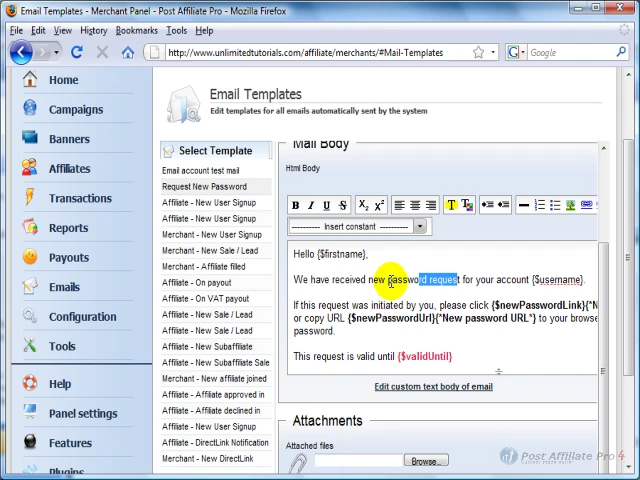 Email Templates - Merchant Panel - Post Affiliate Pro - Mozilla Firefox
File Edit View History Bookmarks Tools Help
http://www.unlimitedtutorials.com/affiliate/merchants/#Mail-Templates
Google
Home
Campaigns
Banners
Affiliates
Transactions
Reports
Payouts
Emails
Configuration
Tools
Help
Panel settings
Features
Plugins
Email Templates
Edit templates for all emails automatically sent by the system
Select Template
Email account test mail
Request New Password
Affiliate - New User Signup
Affiliate - New User Signup
Merchant - New User Signup
Merchant - New Sale / Lead
Merchant - Affiliate filed
Affiliate - On payout
Affiliate - On VAT payout
Affiliate - New Sale / Lead
Affiliate - New Sale / Lead
Affiliate - New Subaffiliate
Affiliate - New Subaffiliate Sale
Merchant - New affiliate joined
Affiliate - Affiliate approved in
Affiliate - Affiliate declined in
Affiliate - New User Signup
Affiliate - DirectLink Notification
Merchant - New DirectLink
Mail Body
Html Body
B I U S X2 X² T
---------- Insert constant ----------
Hello {$firstname},
We have received new password request for your account {$username}.
If this request was initiated by you, please click {$newPasswordLink}{*N
or copy URL {$newPasswordUrl}{*New password URL*} to your browse
password.
This request is valid until {$validUntil}
Edit custom text body of email
Attachments
Attached files
Browse...
Post Affiliate Pro 4